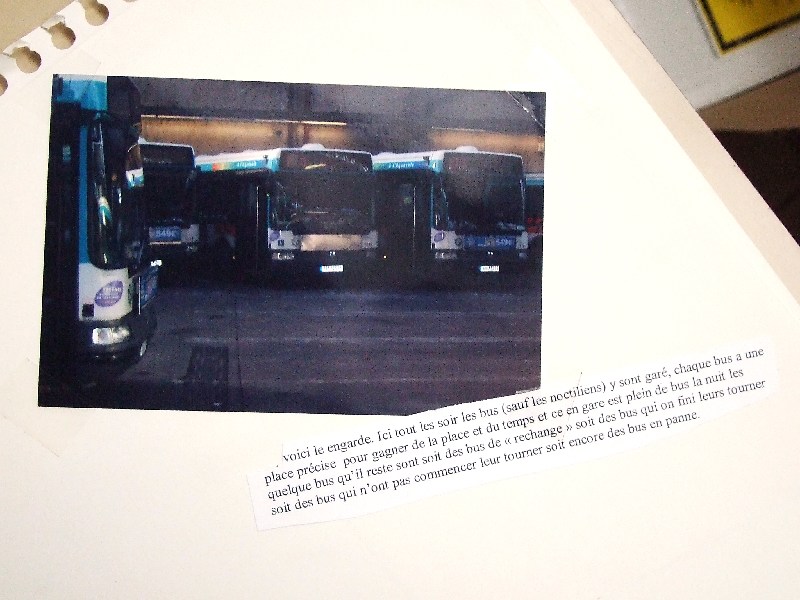 voici le engarde. Ici tout les soir les bus (sauf les noctiliens) y sont garé, chaque bus a une
place précise pour gagner de la place et du temps et ce en gare est plein de bus la nuit les
quelque bus qu'il reste sont soit des bus de « rechange » soit des bus qui on fini leurs tourner
soit des bus qui n'ont pas commencer leur tourner soit encore des bus en panne.